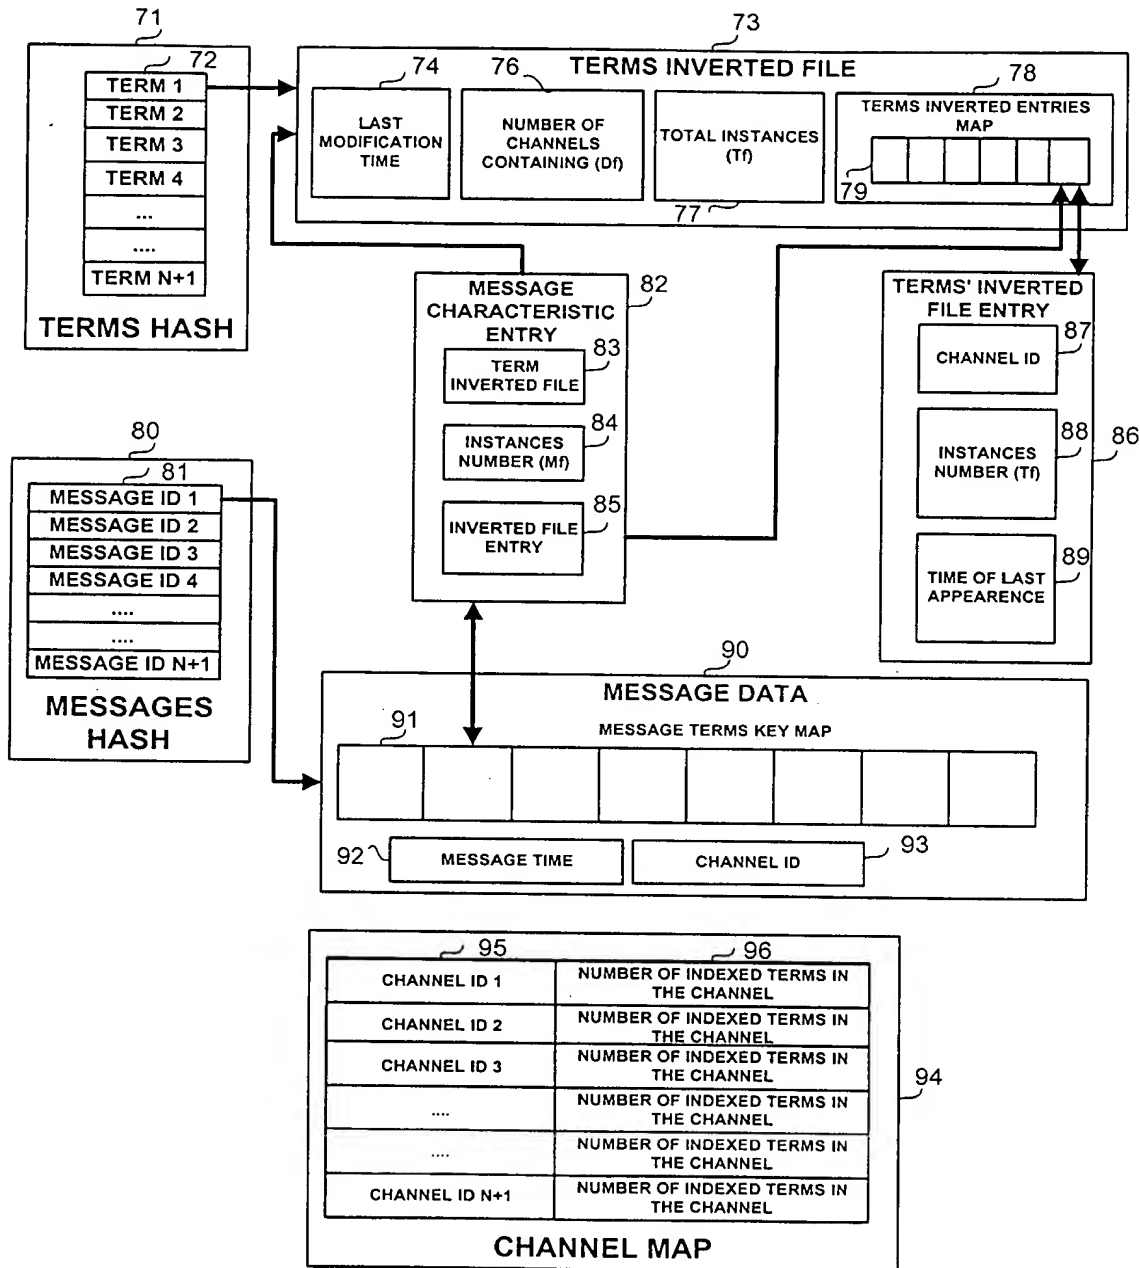 71
72
TERM 1
TERM 2
TERM 3
TERM 4
...
....
TERM N+1
TERMS HASH
73
TERMS INVERTED FILE
74
LAST
MODIFICATION
TIME
76
NUMBER OF
CHANNELS
CONTAINING (Df)
TOTAL INSTANCES
(Tf)
77
78
TERMS INVERTED ENTRIES
MAP
79
MESSAGE
CHARACTERISTIC
ENTRY
82
83
TERM
INVERTED FILE
84
INSTANCES
NUMBER (Mf)
85
INVERTED FILE
ENTRY
TERMS' INVERTED
FILE ENTRY
87
CHANNEL ID
88
INSTANCES
NUMBER (Tf)
86
89
TIME OF LAST
APPEARENCE
80
81
MESSAGE ID 1
MESSAGE ID 2
MESSAGE ID 3
MESSAGE ID 4
....
....
MESSAGE ID N+1
MESSAGES
HASH
90
MESSAGE DATA
MESSAGE TERMS KEY MAP
91
92
MESSAGE TIME
CHANNEL ID
93
95
96
CHANNEL ID 1
NUMBER OF INDEXED TERMS IN
THE CHANNEL
CHANNEL ID 2
NUMBER OF INDEXED TERMS IN
THE CHANNEL
CHANNEL ID 3
NUMBER OF INDEXED TERMS IN
THE CHANNEL
94
....
NUMBER OF INDEXED TERMS IN
THE CHANNEL
....
NUMBER OF INDEXED TERMS IN
THE CHANNEL
CHANNEL ID N+1
NUMBER OF INDEXED TERMS IN
THE CHANNEL
CHANNEL MAP